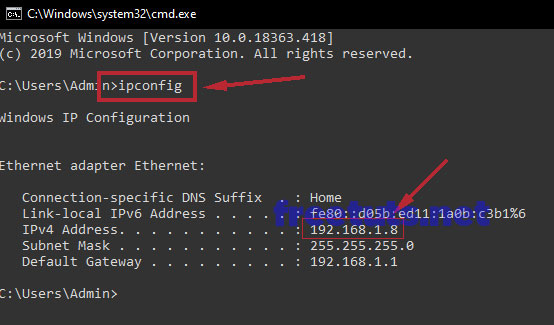 C:\Windows\system32\cmd.exe
Microsoft Windows [Version 10.0.18363.418]
(c) 2019 Microsoft Corporation. All rights reserved.
C:\Users\Admin>ipconfig
Windows IP Configuration
Ethernet adapter Ethernet:
Connection-specific DNS Suffix . : Home
Link-local IPv6 Address . . . . . : fe80::d05b:ed11:1a0b:c3b1%6
IPv4 Address. . . . . . . . . . . : 192.168.1.8
Subnet Mask . . . . . . . . . . . : 255.255.255.0
Default Gateway . . . . . . . . . : 192.168.1.1
C:\Users\Admin>